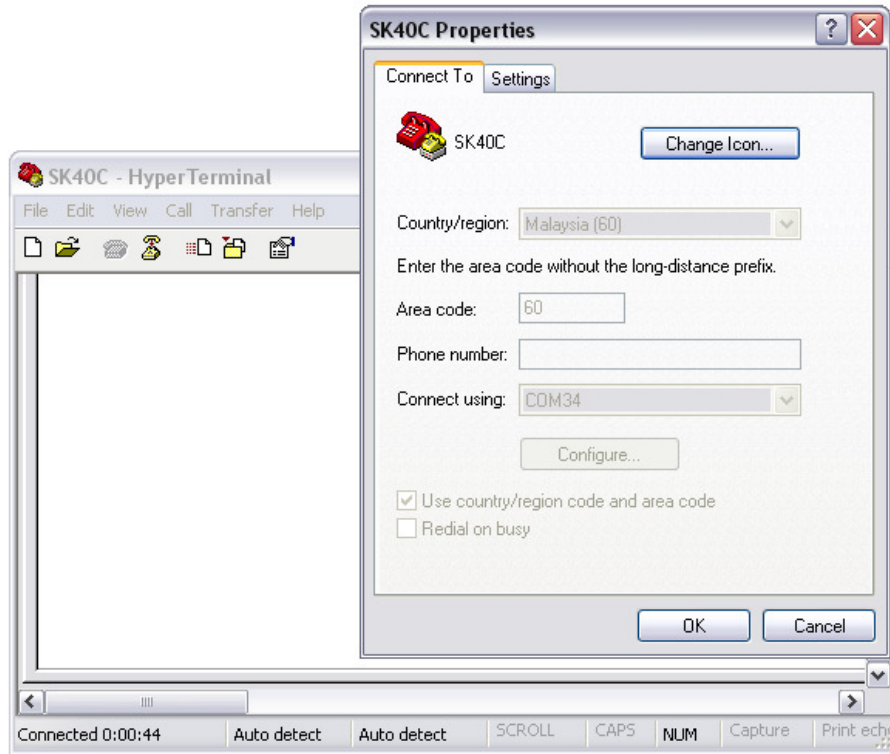 SK40C Properties
Connect To Settings
SK40C
Change Icon...
Country/region: Malaysia (60)
Enter the area code without the long-distance prefix.
Area code: 60
Phone number:
Connect using: COM34
Configure...
Use country/region code and area code
Redial on busy
OK Cancel
SK40C - HyperTerminal
File Edit View Call Transfer Help
Connected 0:00:44 Auto detect Auto detect SCROLL CAPS NUM Capture Print echo